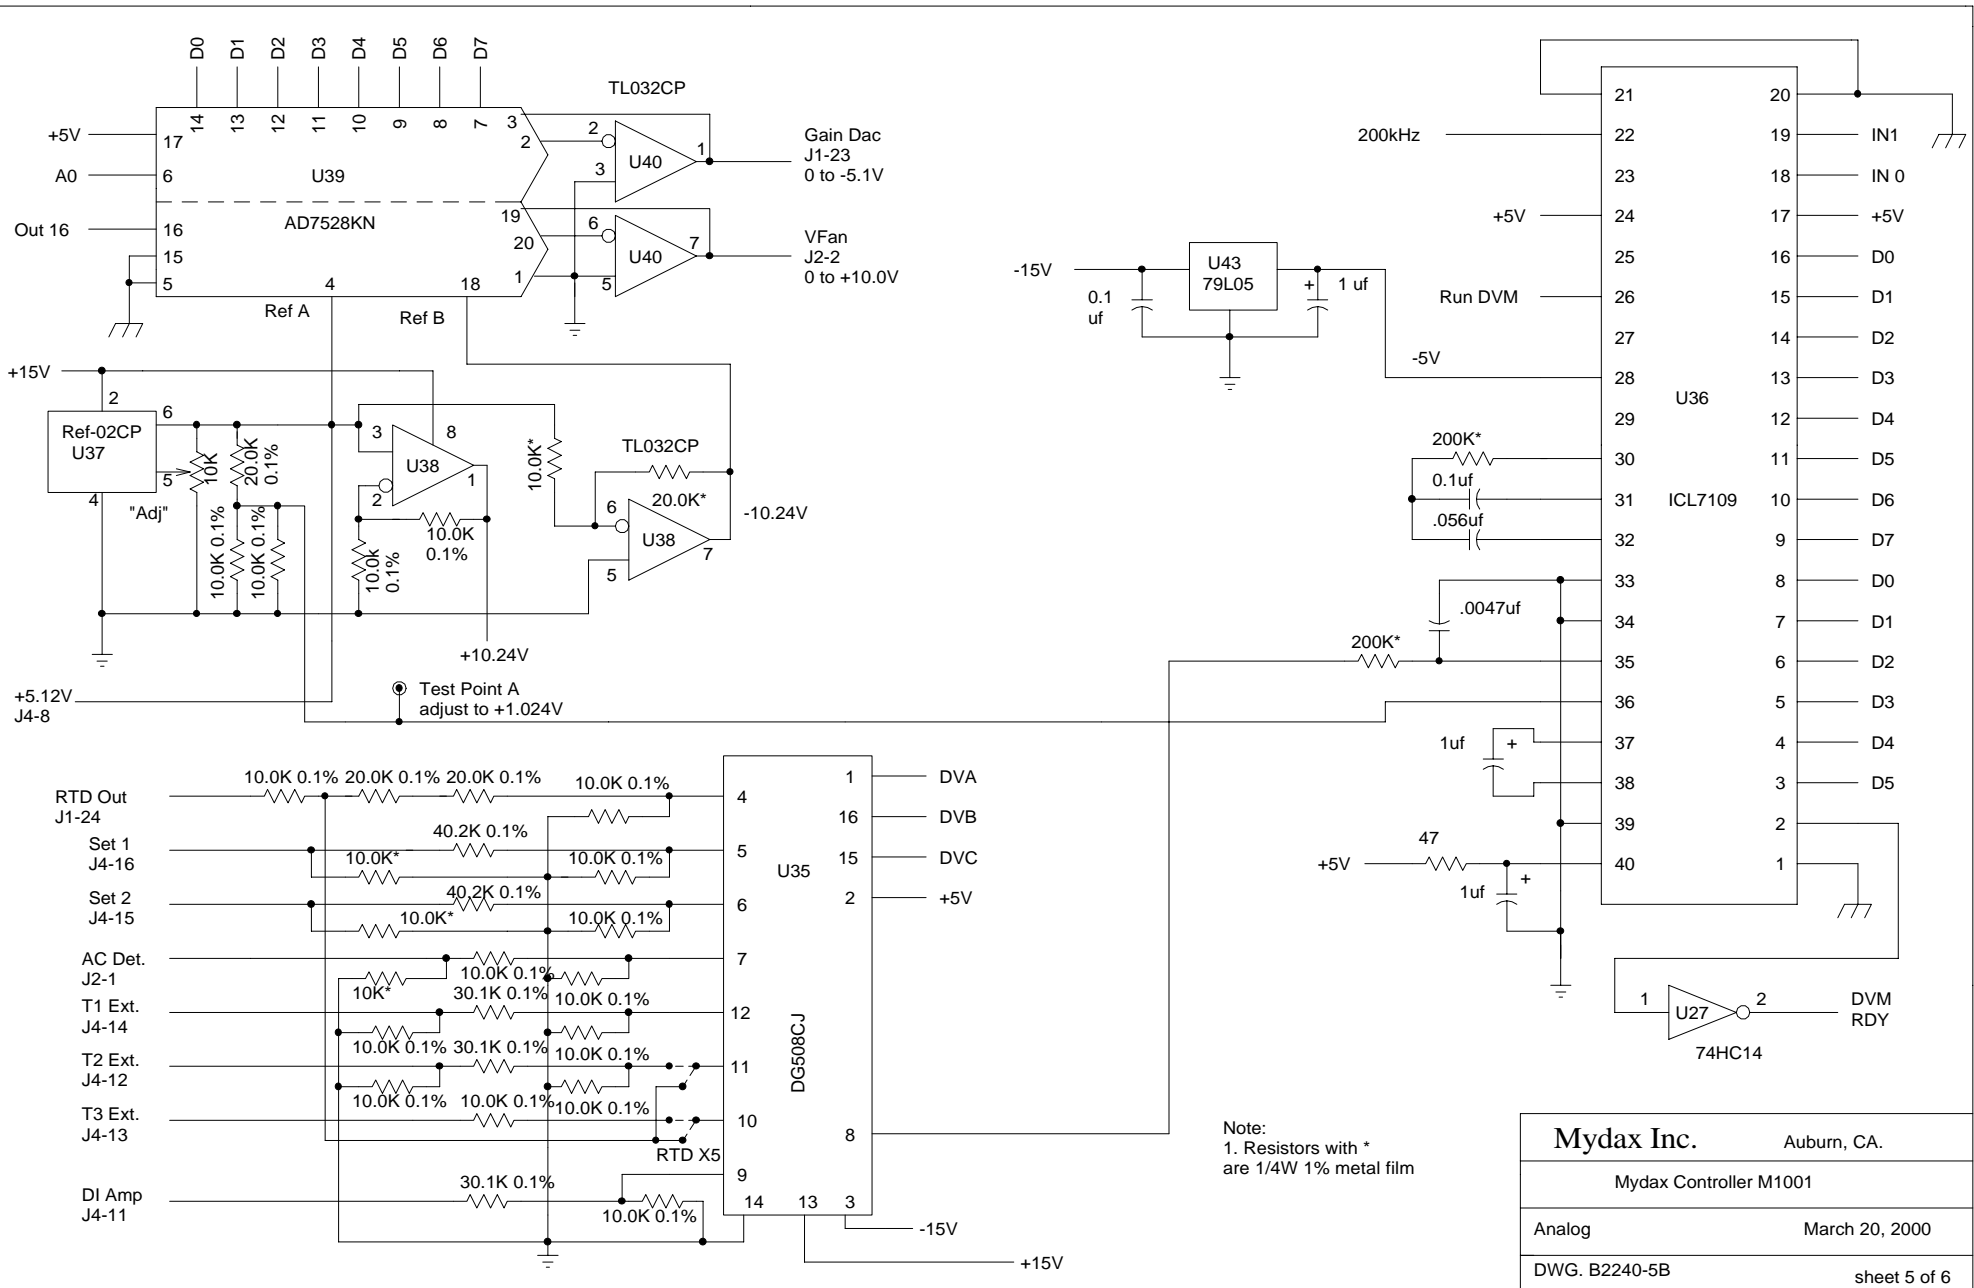 D0
D1
D2
D3
D4
D5
D6
D7
14
13
12
11
10
9
8
7
+5V
17
A0
6
Out 16
16
15
5
U39
AD7528KN
3
2
19
20
1
4
18
Ref A
Ref B
TL032CP
2
3
U40
1
Gain Dac
J1-23
0 to -5.1V
6
5
U40
7
VFan
J2-2
0 to +10.0V
+15V
2
Ref-02CP
U37
6
5
4
"Adj"
10K
20.0K
0.1%
10.0K 0.1%
10.0K 0.1%
3
8
U38
2
1
10.0K
0.1%
10.0k
0.1%
+10.24V
10.0K*
TL032CP
20.0K*
6
U38
5
7
-10.24V
+5.12V
J4-8
Test Point A
adjust to +1.024V
-15V
0.1
uf
U43
79L05
+
1 uf
-5V
200kHz
+5V
Run DVM
21
22
23
24
25
26
27
28
29
30
31
32
33
34
35
36
37
38
39
40
U36
ICL7109
20
19
18
17
16
15
14
13
12
11
10
9
8
7
6
5
4
3
2
1
IN1
IN 0
+5V
D0
D1
D2
D3
D4
D5
D6
D7
D0
D1
D2
D3
D4
D5
200K*
0.1uf
.056uf
.0047uf
200K*
1uf
+
+5V
47
1uf
+
1
U27
2
74HC14
DVM
RDY
RTD Out
J1-24
10.0K 0.1%
20.0K 0.1%
20.0K 0.1%
10.0K 0.1%
4
Set 1
J4-16
40.2K 0.1%
10.0K*
10.0K 0.1%
5
Set 2
J4-15
40.2K 0.1%
10.0K*
10.0K 0.1%
6
AC Det.
J2-1
10.0K 0.1%
10K*
7
T1 Ext.
J4-14
30.1K 0.1%
10.0K 0.1%
10.0K 0.1%
12
T2 Ext.
J4-12
30.1K 0.1%
10.0K 0.1%
10.0K 0.1%
11
T3 Ext.
J4-13
10.0K 0.1%
10.0K 0.1%
10
RTD X5
DI Amp
J4-11
30.1K 0.1%
10.0K 0.1%
9
14
13
3
8
U35
DG508CJ
1
16
15
2
DVA
DVB
DVC
+5V
-15V
+15V
Note:
1. Resistors with *
are 1/4W 1% metal film
Mydax Inc.
Auburn, CA.
Mydax Controller M1001
Analog
March 20, 2000
DWG. B2240-5B
sheet 5 of 6